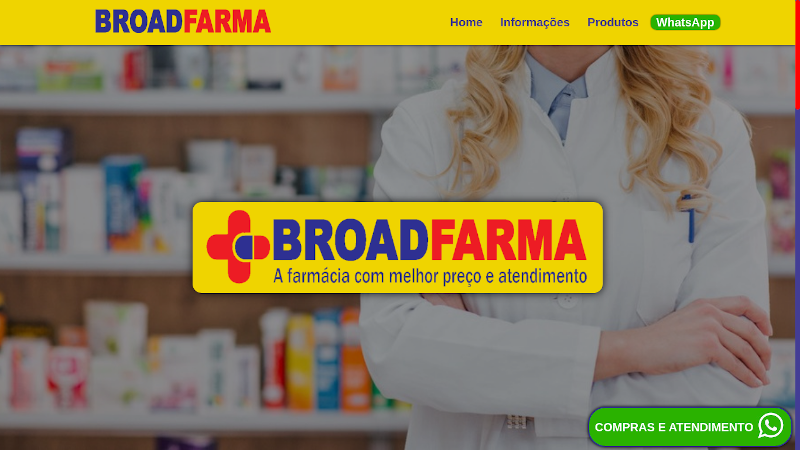 BROADFARMA
Home
Informações
Produtos
WhatsApp
BROADFARMA
A farmácia com melhor preço e atendimento
COMPRAS E ATENDIMENTO